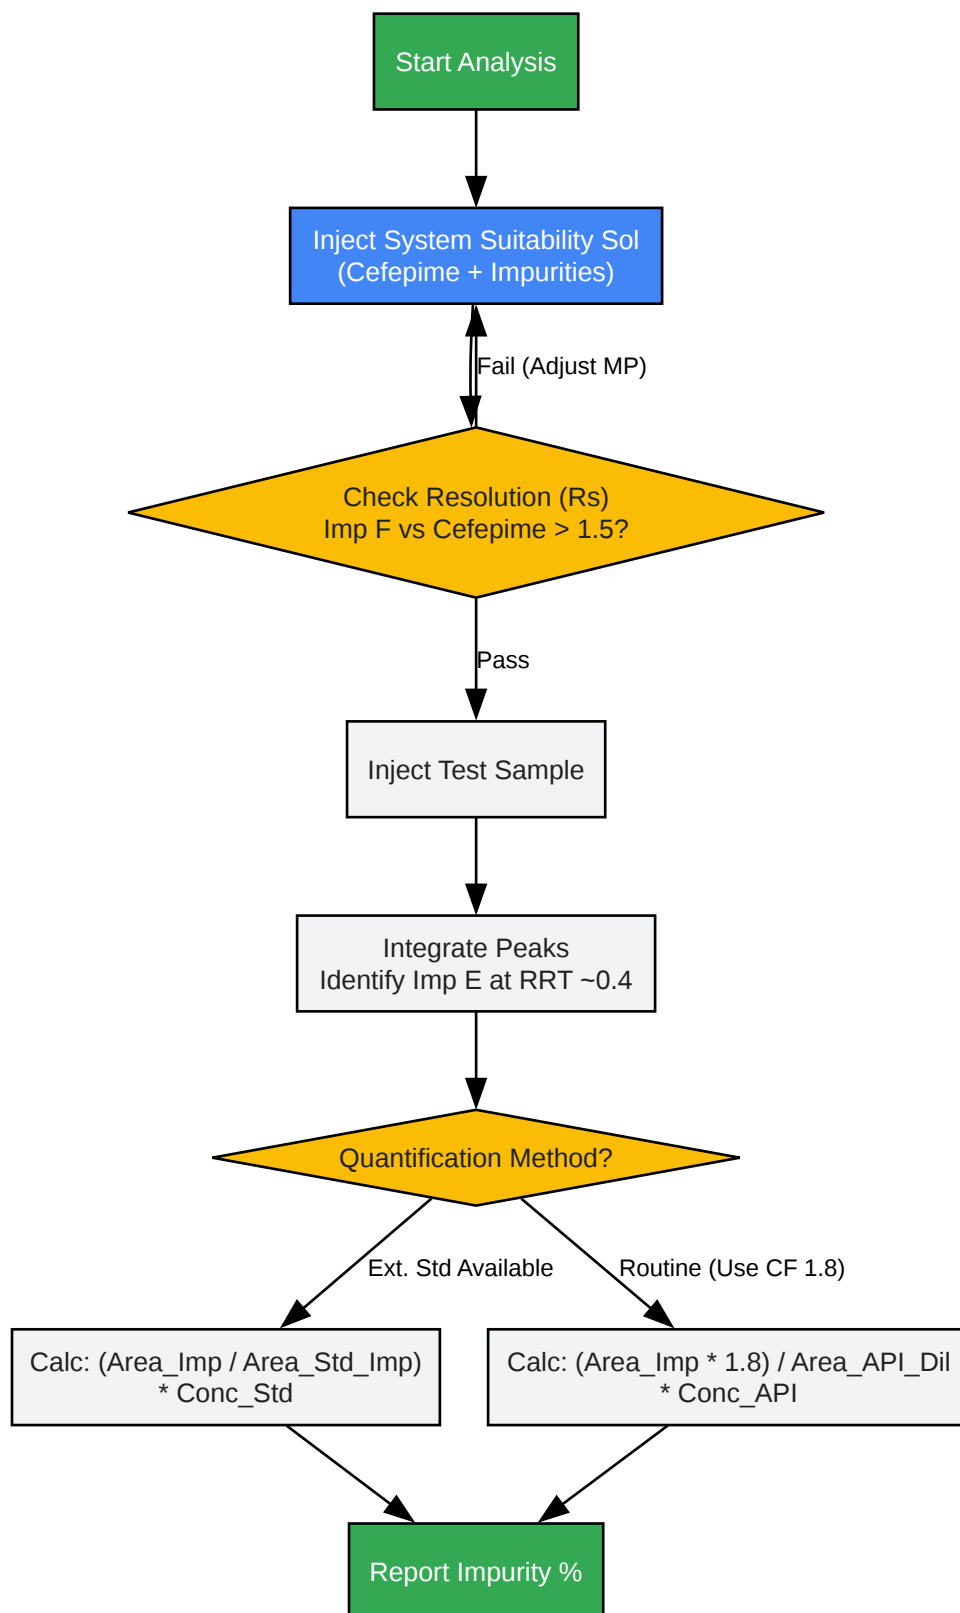 Start Analysis
Inject System Suitability Sol
(Cefepime + Impurities)
Fail (Adjust MP)
Check Resolution (Rs)
Imp F vs Cefepime > 1.5?
Pass
Inject Test Sample
Integrate Peaks
Identify Imp E at RRT ~0.4
Quantification Method?
Ext. Std Available
Routine (Use CF 1.8)
Calc: (Area_Imp / Area_Std_Imp)
* Conc_Std
Calc: (Area_Imp * 1.8) / Area_API_Dil
* Conc_API
Report Impurity %